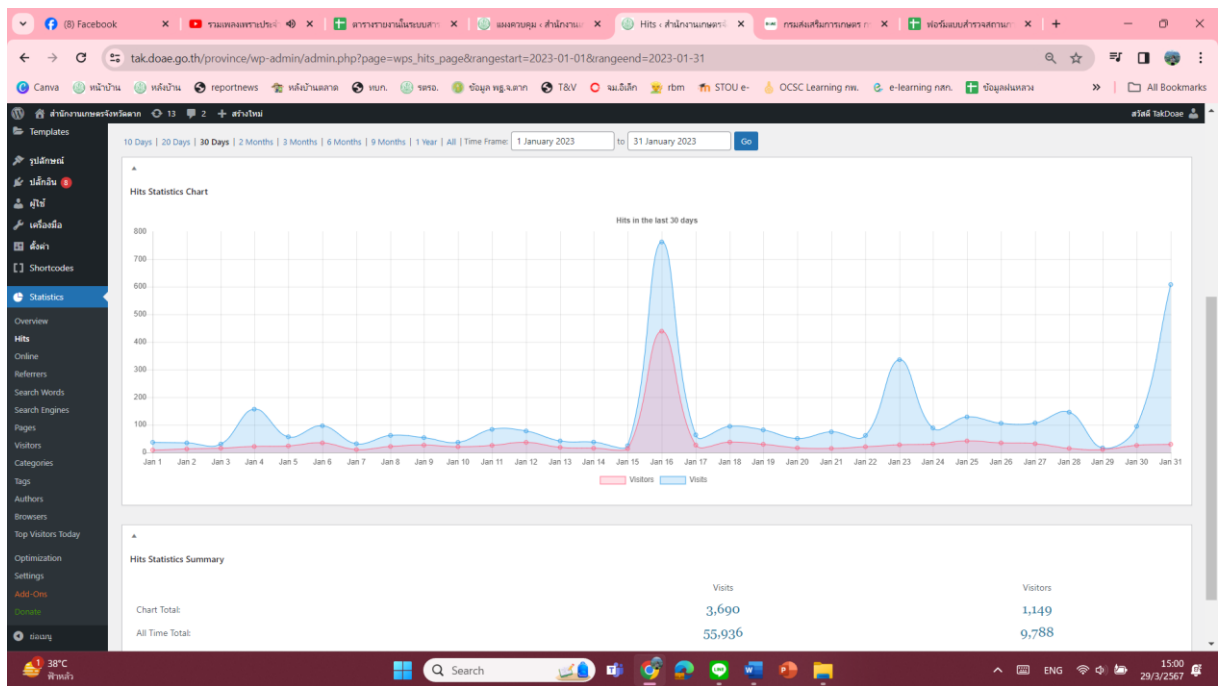 (8) Facebook
รวมเพลงเพราะประจ
ตารางรายงานในระบบสาร
แผงควบคุม ‹ สำนักงานเ
Hits ‹ สำนักงานเกษตรจ
กรมส่งเสริมการเกษตร ก
ฟอร์มแบบสำรวจสถานก
tak.doae.go.th/province/wp-admin/admin.php?page=wps_hits_page&rangestart=2023-01-01&rangeend=2023-01-31
Canva
หน้าบ้าน
หลังบ้าน
reportnews
หลังบ้านตลาด
ทบก.
รตรอ.
ข้อมูล พฐ.จ.ตาก
T&V
จม.อิเล็ก
rbm
STOU e-
OCSC Learning กพ.
e-learning กสก.
ข้อมูลฝนหลวง
»
All Bookmarks
สำนักงานเกษตรจังหวัดตาก
13
2
+ สร้างใหม่
สวัสดี TakDoae
Templates
รูปลักษณ์
ปลั๊กอิน 8
ผู้ใช้
เครื่องมือ
ตั้งค่า
[ ] Shortcodes
Statistics
Overview
Hits
Online
Referrers
Search Words
Search Engines
Pages
Visitors
Categories
Tags
Authors
Browsers
Top Visitors Today
Optimization
Settings
Add-Ons
Donate
ย่อเมนู
10 Days | 20 Days | 30 Days | 2 Months | 3 Months | 6 Months | 9 Months | 1 Year | All | Time Frame: 1 January 2023 to 31 January 2023 Go
Hits Statistics Chart
Hits in the last 30 days
800
700
600
500
400
300
200
100
0
Jan 1 Jan 2 Jan 3 Jan 4 Jan 5 Jan 6 Jan 7 Jan 8 Jan 9 Jan 10 Jan 11 Jan 12 Jan 13 Jan 14 Jan 15 Jan 16 Jan 17 Jan 18 Jan 19 Jan 20 Jan 21 Jan 22 Jan 23 Jan 24 Jan 25 Jan 26 Jan 27 Jan 28 Jan 29 Jan 30 Jan 31
Visitors Visits
Hits Statistics Summary
Visits Visitors
Chart Total: 3,690 1,149
All Time Total: 55,936 9,788
1
38°C
ฟ้าหลัว
Search
ENG
15:00
29/3/2567